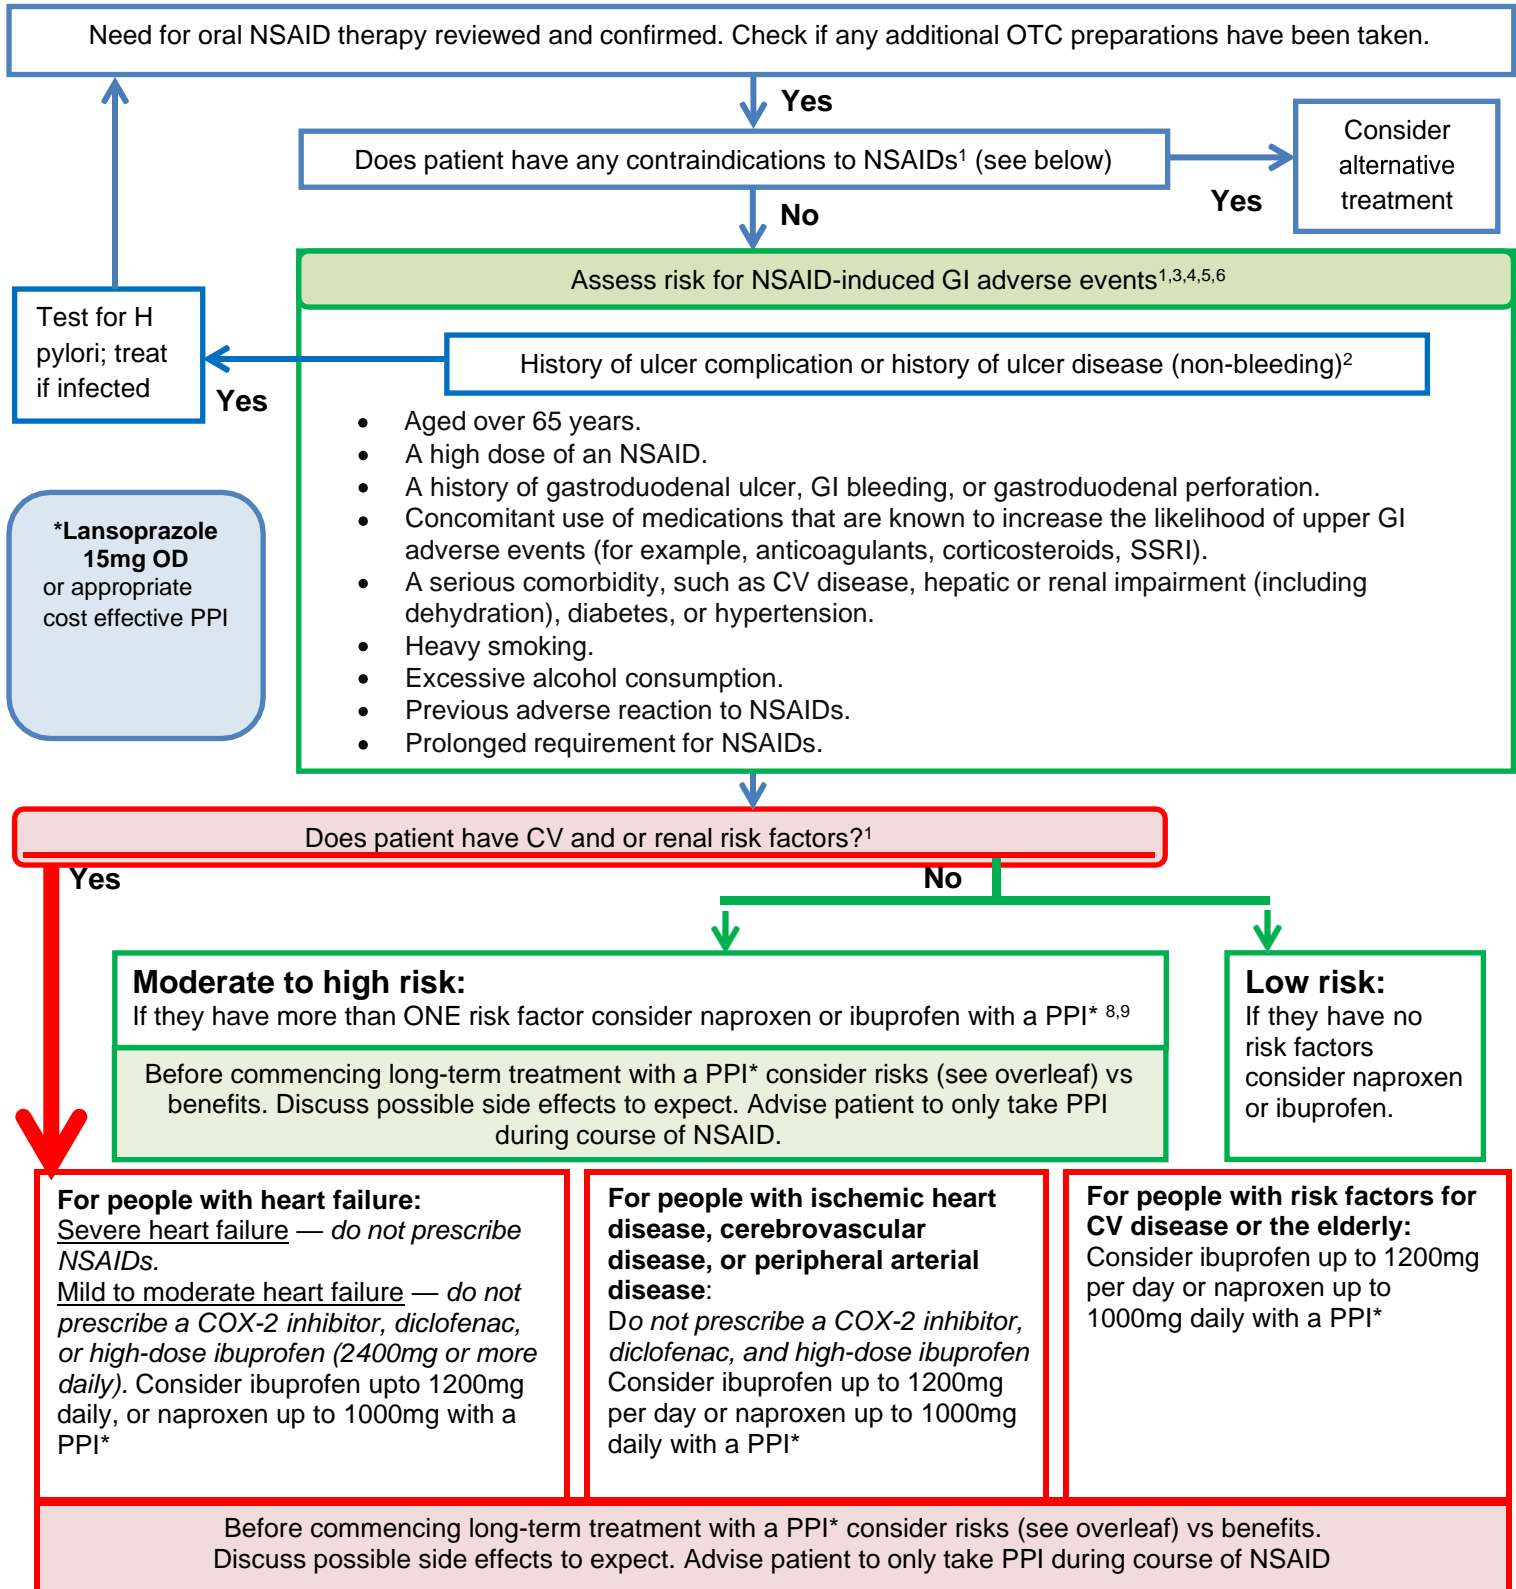 Need for oral NSAID therapy reviewed and confirmed. Check if any additional OTC preparations have been taken.
Yes
Does patient have any contraindications to NSAIDs1 (see below)
Yes
Consider
alternative
treatment
No
Assess risk for NSAID-induced GI adverse events1,3,4,5,6
History of ulcer complication or history of ulcer disease (non-bleeding)2
Yes
Test for H
pylori; treat
if infected
• Aged over 65 years.
• A high dose of an NSAID.
• A history of gastroduodenal ulcer, GI bleeding, or gastroduodenal perforation.
• Concomitant use of medications that are known to increase the likelihood of upper GI
adverse events (for example, anticoagulants, corticosteroids, SSRI).
• A serious comorbidity, such as CV disease, hepatic or renal impairment (including
dehydration), diabetes, or hypertension.
• Heavy smoking.
• Excessive alcohol consumption.
• Previous adverse reaction to NSAIDs.
• Prolonged requirement for NSAIDs.
*Lansoprazole
15mg OD
or appropriate
cost effective PPI
Does patient have CV and or renal risk factors?1
Yes
No
Moderate to high risk:
If they have more than ONE risk factor consider naproxen or ibuprofen with a PPI* 8,9
Before commencing long-term treatment with a PPI* consider risks (see overleaf) vs
benefits. Discuss possible side effects to expect. Advise patient to only take PPI
during course of NSAID.
Low risk:
If they have no
risk factors
consider naproxen
or ibuprofen.
For people with heart failure:
Severe heart failure — do not prescribe
NSAIDs.
Mild to moderate heart failure — do not
prescribe a COX-2 inhibitor, diclofenac,
or high-dose ibuprofen (2400mg or more
daily). Consider ibuprofen upto 1200mg
daily, or naproxen up to 1000mg with a
PPI*
For people with ischemic heart
disease, cerebrovascular
disease, or peripheral arterial
disease:
Do not prescribe a COX-2 inhibitor,
diclofenac, and high-dose ibuprofen
Consider ibuprofen up to 1200mg
per day or naproxen up to 1000mg
daily with a PPI*
For people with risk factors for
CV disease or the elderly:
Consider ibuprofen up to 1200mg
per day or naproxen up to
1000mg daily with a PPI*
Before commencing long-term treatment with a PPI* consider risks (see overleaf) vs benefits.
Discuss possible side effects to expect. Advise patient to only take PPI during course of NSAID